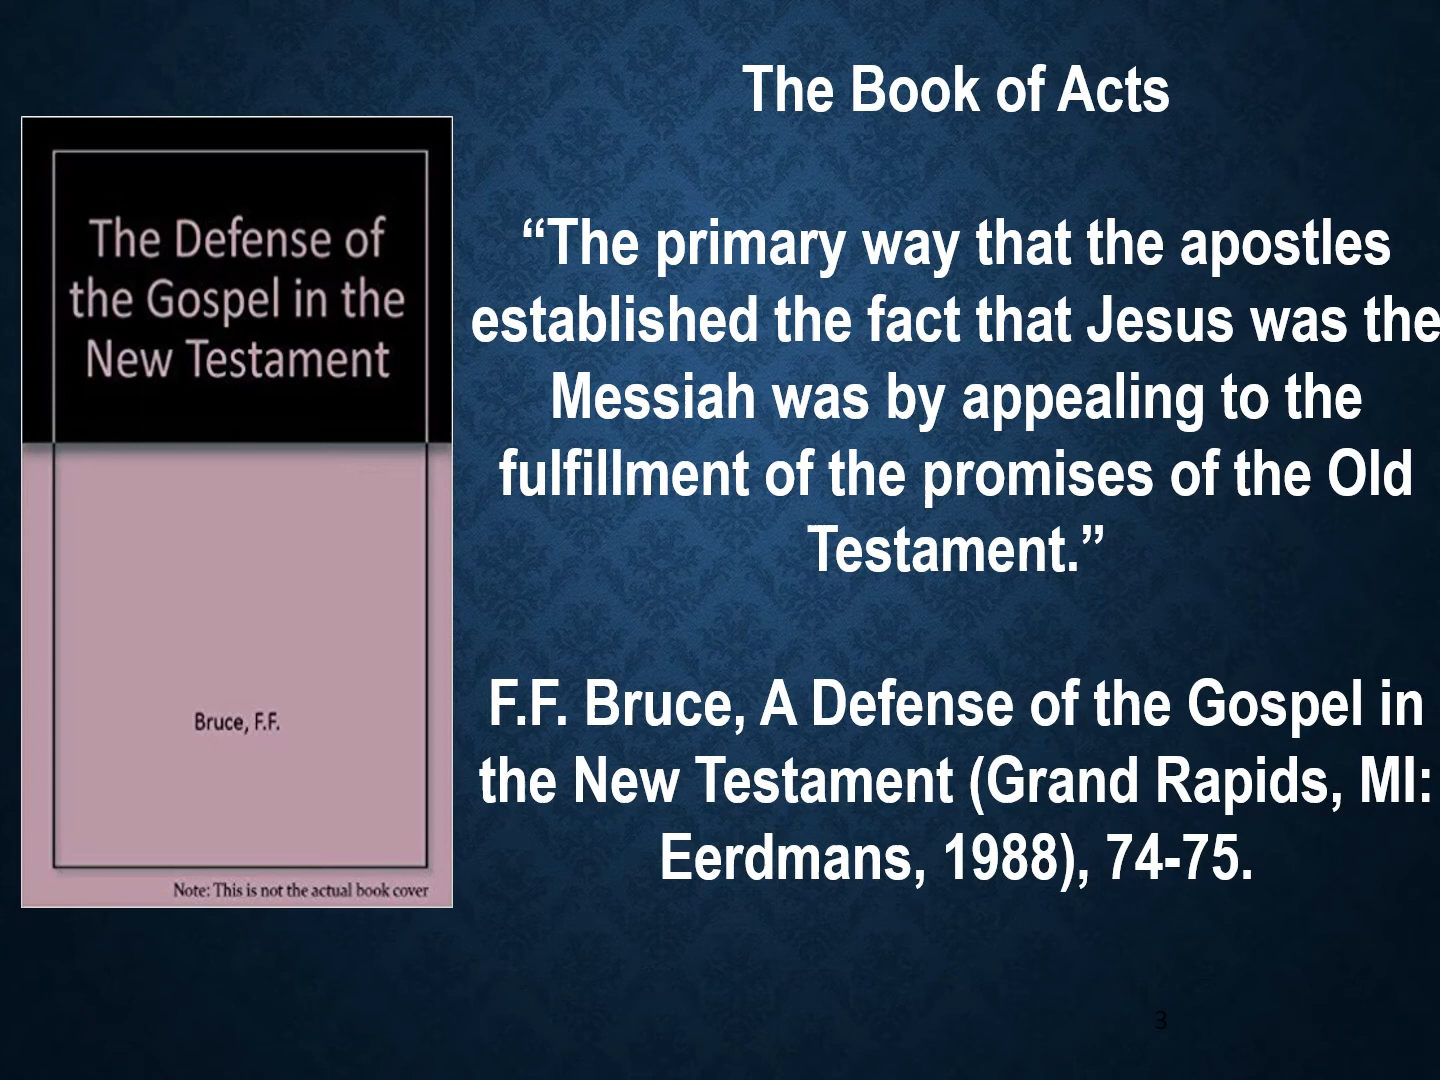 The Book of Acts
“The primary way that the apostles
established the fact that Jesus was the
Messiah was by appealing to the
fulfillment of the promises of the Old
Testament.”
F.F. Bruce, A Defense of the Gospel in
the New Testament (Grand Rapids, MI:
Eerdmans, 1988), 74-75.
The Defense of
the Gospel in the
New Testament
Bruce, F.F.
Note: This is not the actual book cover
3